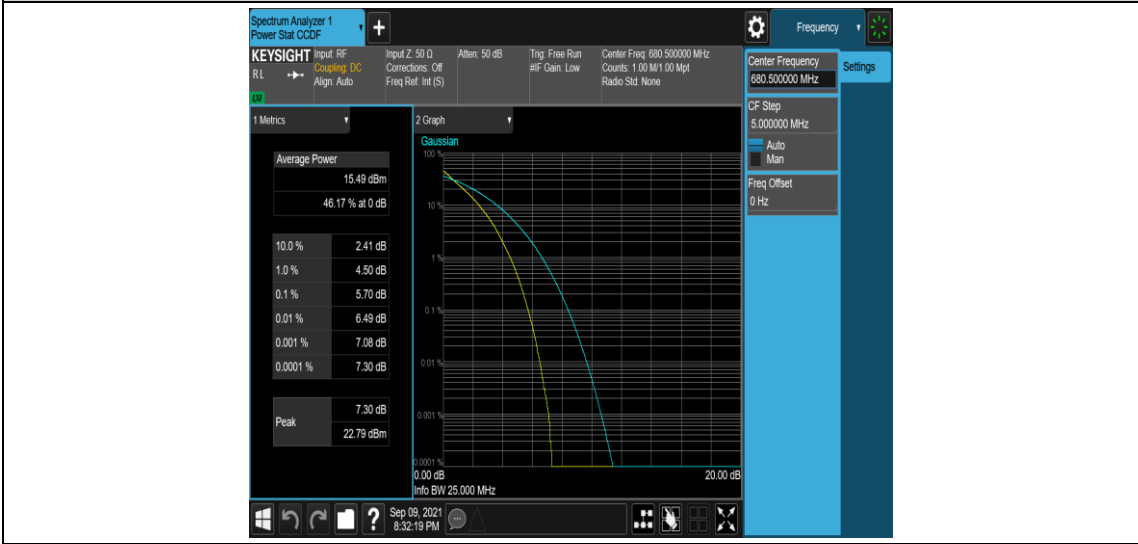 Spectrum Analyzer 1
Power Stat CCDF
+
Frequency
KEYSIGHT
RL
LM
Input: RF
Coupling: DC
Align: Auto
Input Z: 50 Ω
Corrections: Off
Freq Ref: Int (S)
Atten: 50 dB
Trig: Free Run
#IF Gain: Low
Center Freq: 680.500000 MHz
Counts: 1.00 M/1.00 Mpt
Radio Std: None
Center Frequency
680.500000 MHz
Settings
CF Step
5.000000 MHz
Auto
Man
Freq Offset
0 Hz
1 Metrics
Average Power
15.49 dBm
46.17 % at 0 dB
10.0 % 2.41 dB
1.0 % 4.50 dB
0.1 % 5.70 dB
0.01 % 6.49 dB
0.001 % 7.08 dB
0.0001 % 7.30 dB
Peak
7.30 dB
22.79 dBm
2 Graph
Gaussian
100 %
10 %
1 %
0.1 %
0.01 %
0.001 %
0.0001 %
0.00 dB
20.00 dB
Info BW 25.000 MHz
?
Sep 09, 2021
8:32:19 PM